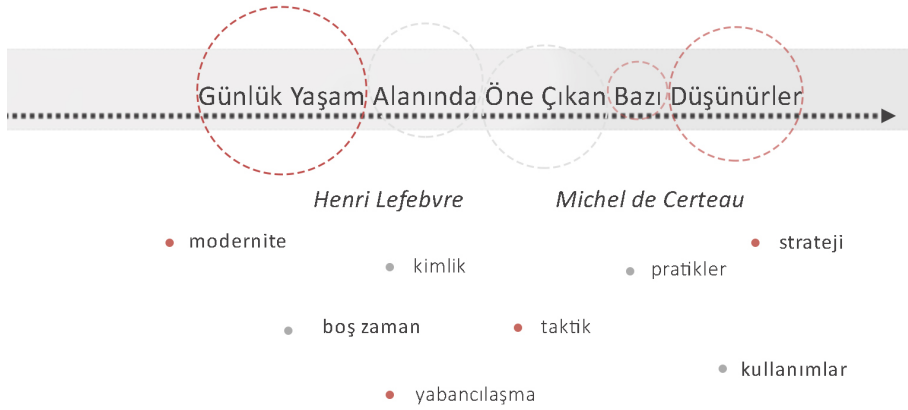 Günlük Yaşam Alanında Öne Çıkan Bazı Düşünürler
Henri Lefebvre
Michel de Certeau
modernite
strateji
kimlik
pratikler
boş zaman
taktik
kullanımlar
yabancılaşma